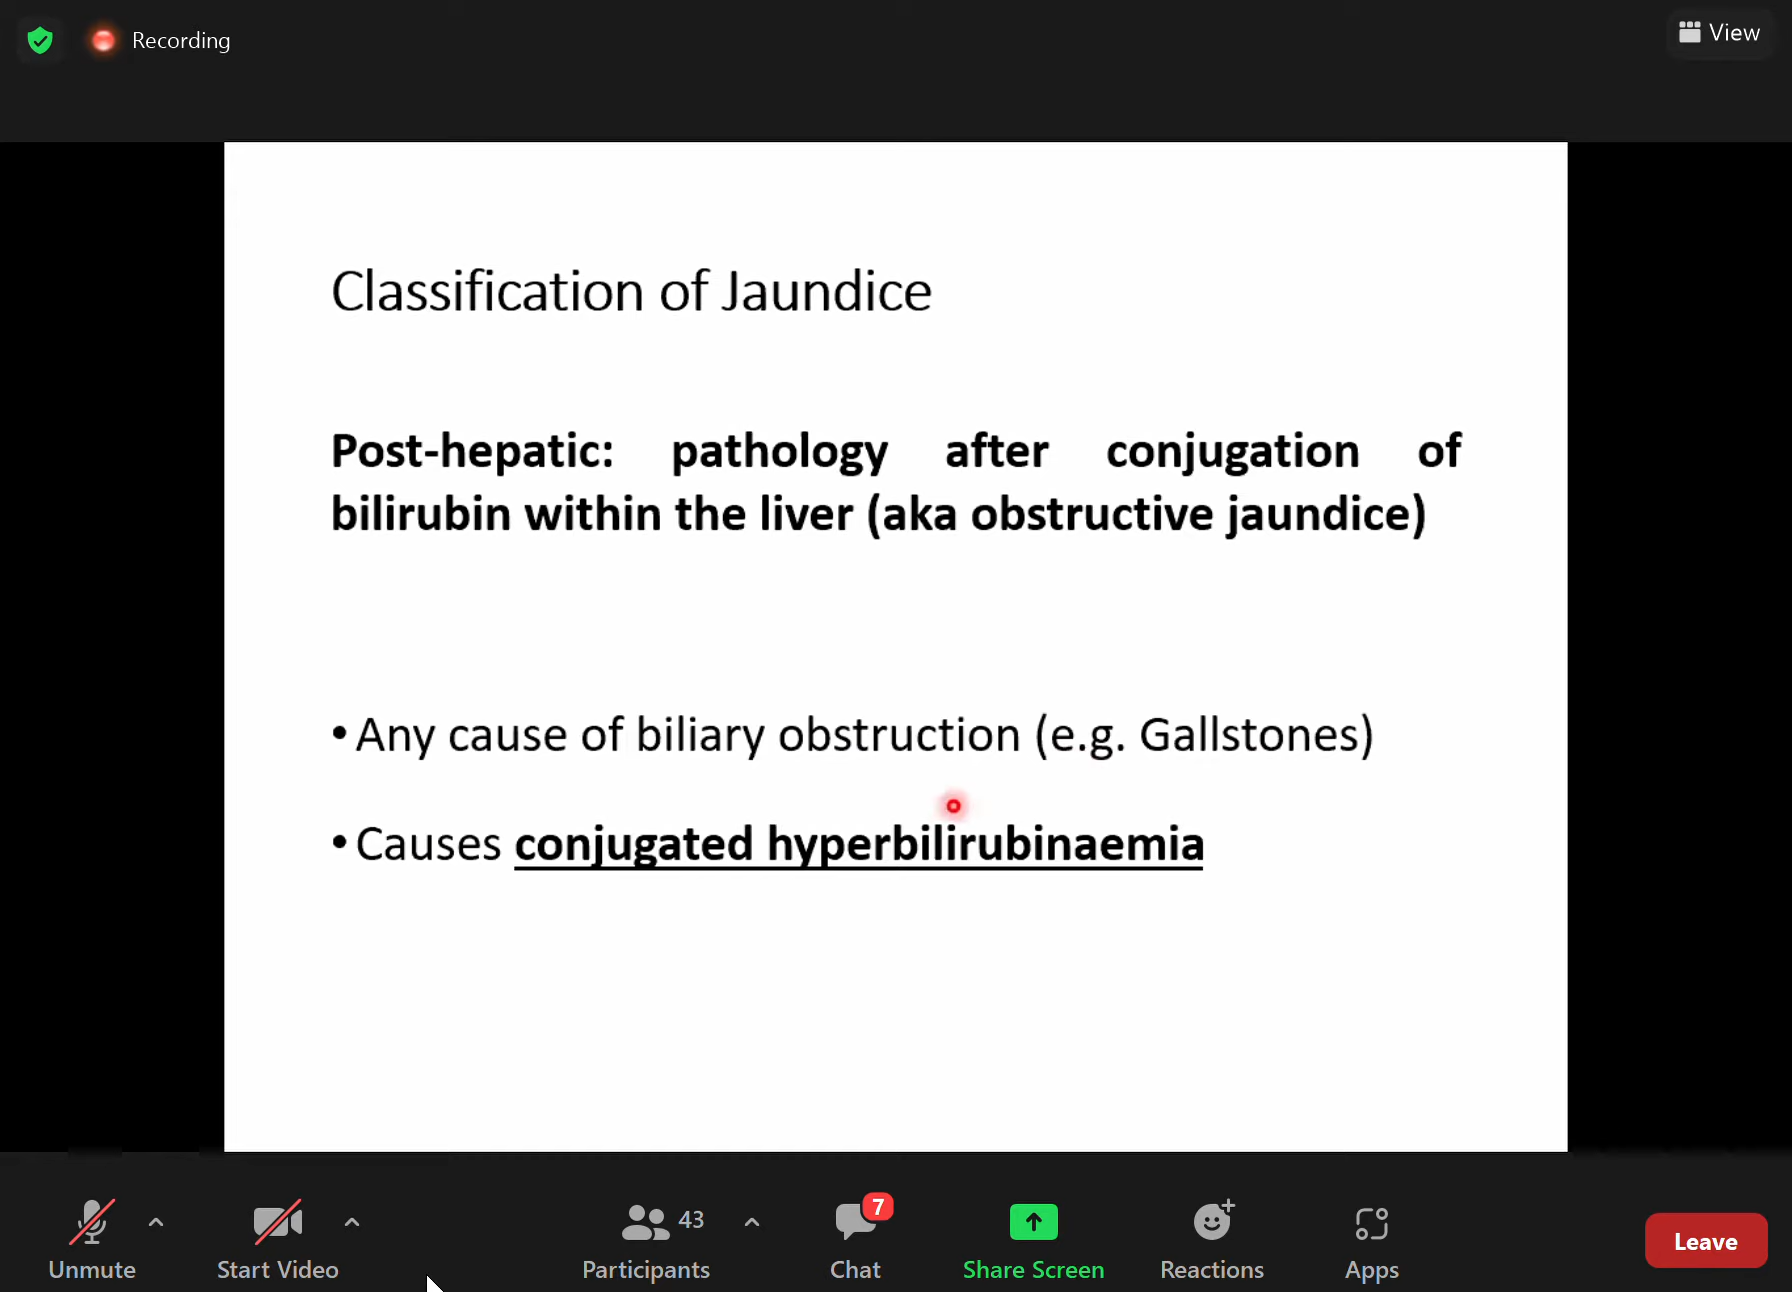 Recording
View
Classification of Jaundice
Post-hepatic: pathology after conjugation of
bilirubin within the liver (aka obstructive jaundice)
• Any cause of biliary obstruction (e.g. Gallstones)
• Causes conjugated hyperbilirubinaemia
43
7
Unmute
Start Video
Participants
Chat
Share Screen
Reactions
Apps
Leave